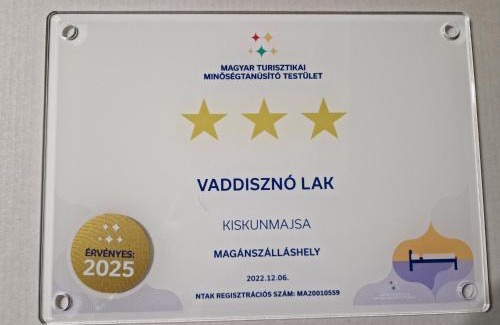 MAGYAR TURISZTIKAI
MINŐSÉGTANÚSÍTÓ TESTÜLET
VADDISZNÓ LAK
KISKUNMAJSA
MAGÁNSZÁLLÁSHELY
2022.12.06.
NTAK REGISZTRÁCIÓS SZÁM: MA20010559
ÉRVÉNYES:
2025